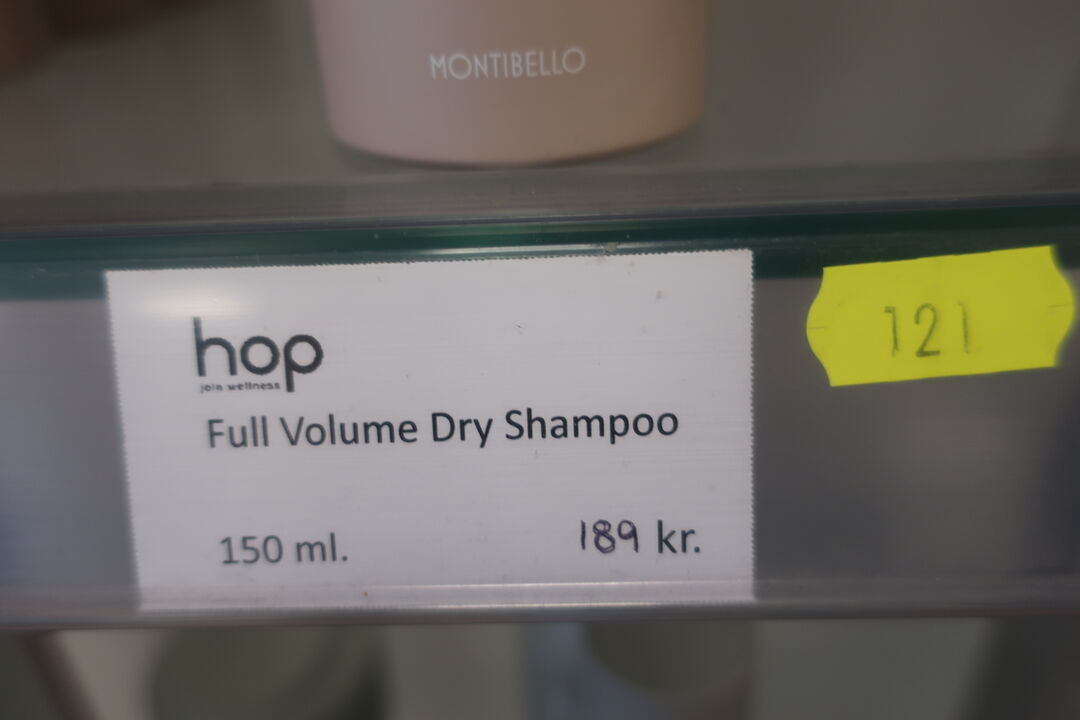 MONTIBELLO
hop
join wellness
Full Volume Dry Shampoo
150 ml.
189 kr.
121